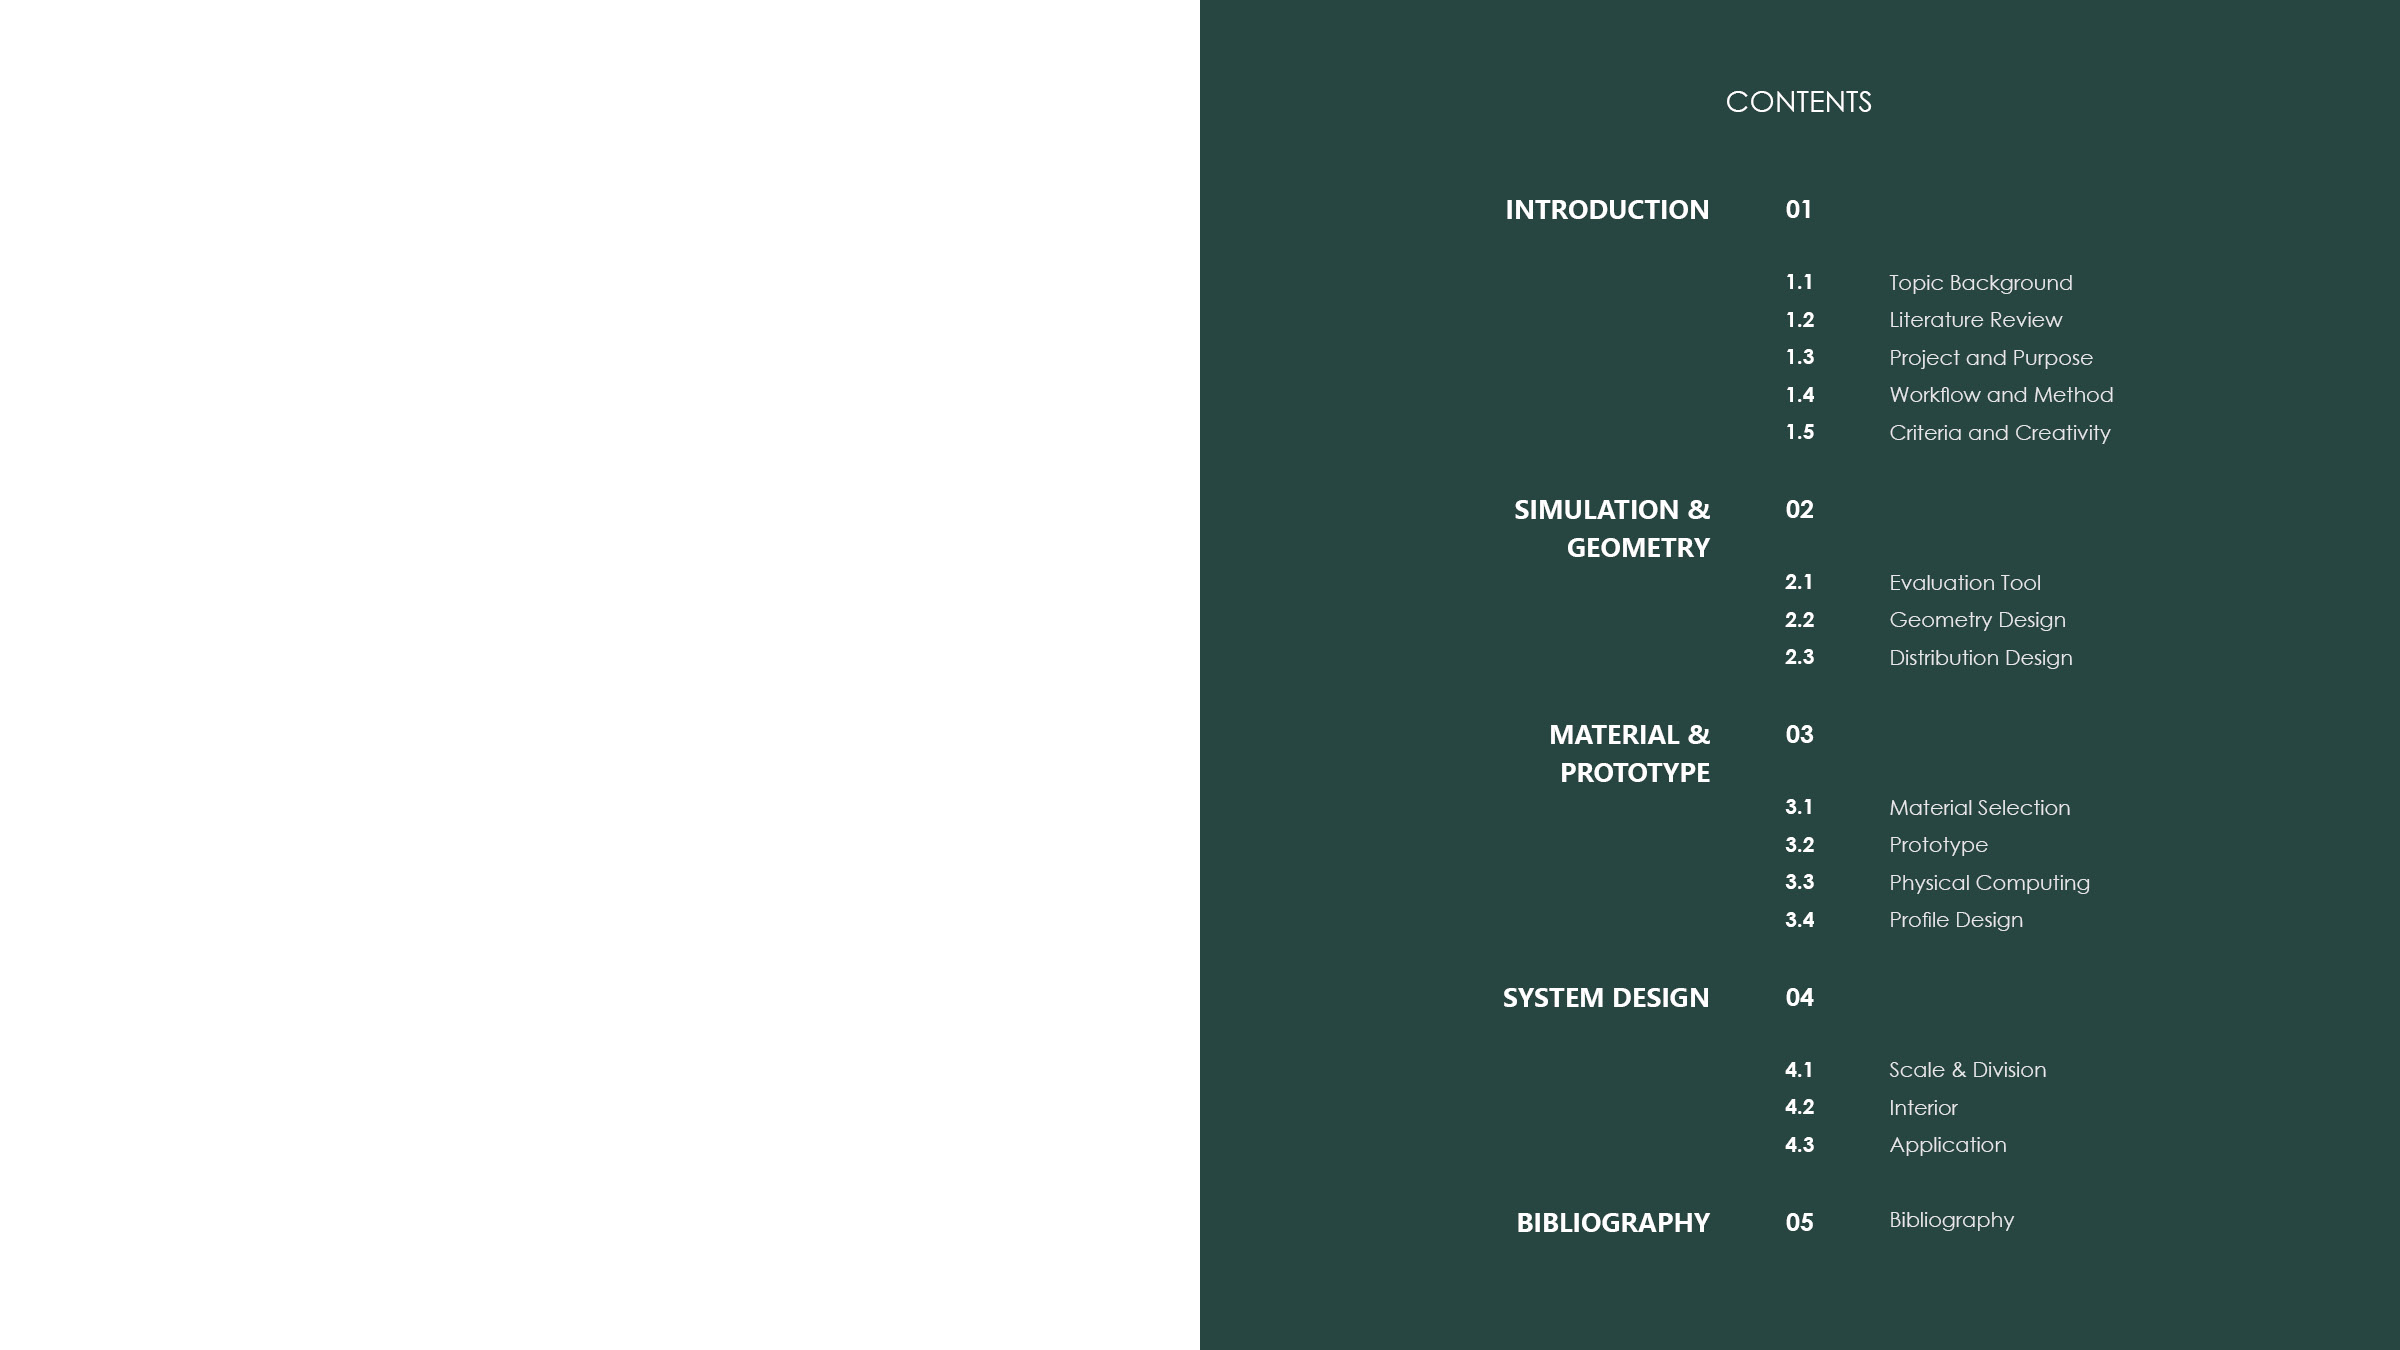 CONTENTS
INTRODUCTION 01
1.1 Topic Background
1.2 Literature Review
1.3 Project and Purpose
1.4 Workflow and Method
1.5 Criteria and Creativity
SIMULATION & 02
GEOMETRY
2.1 Evaluation Tool
2.2 Geometry Design
2.3 Distribution Design
MATERIAL & 03
PROTOTYPE
3.1 Material Selection
3.2 Prototype
3.3 Physical Computing
3.4 Profile Design
SYSTEM DESIGN 04
4.1 Scale & Division
4.2 Interior
4.3 Application
BIBLIOGRAPHY 05 Bibliography